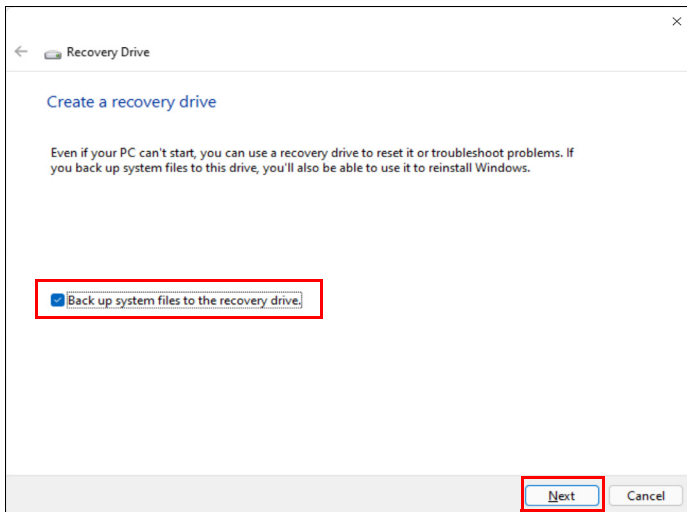 Recovery Drive
Create a recovery drive
Even if your PC can't start, you can use a recovery drive to reset it or troubleshoot problems. If
you back up system files to this drive, you'll also be able to use it to reinstall Windows.
Back up system files to the recovery drive.
Next Cancel